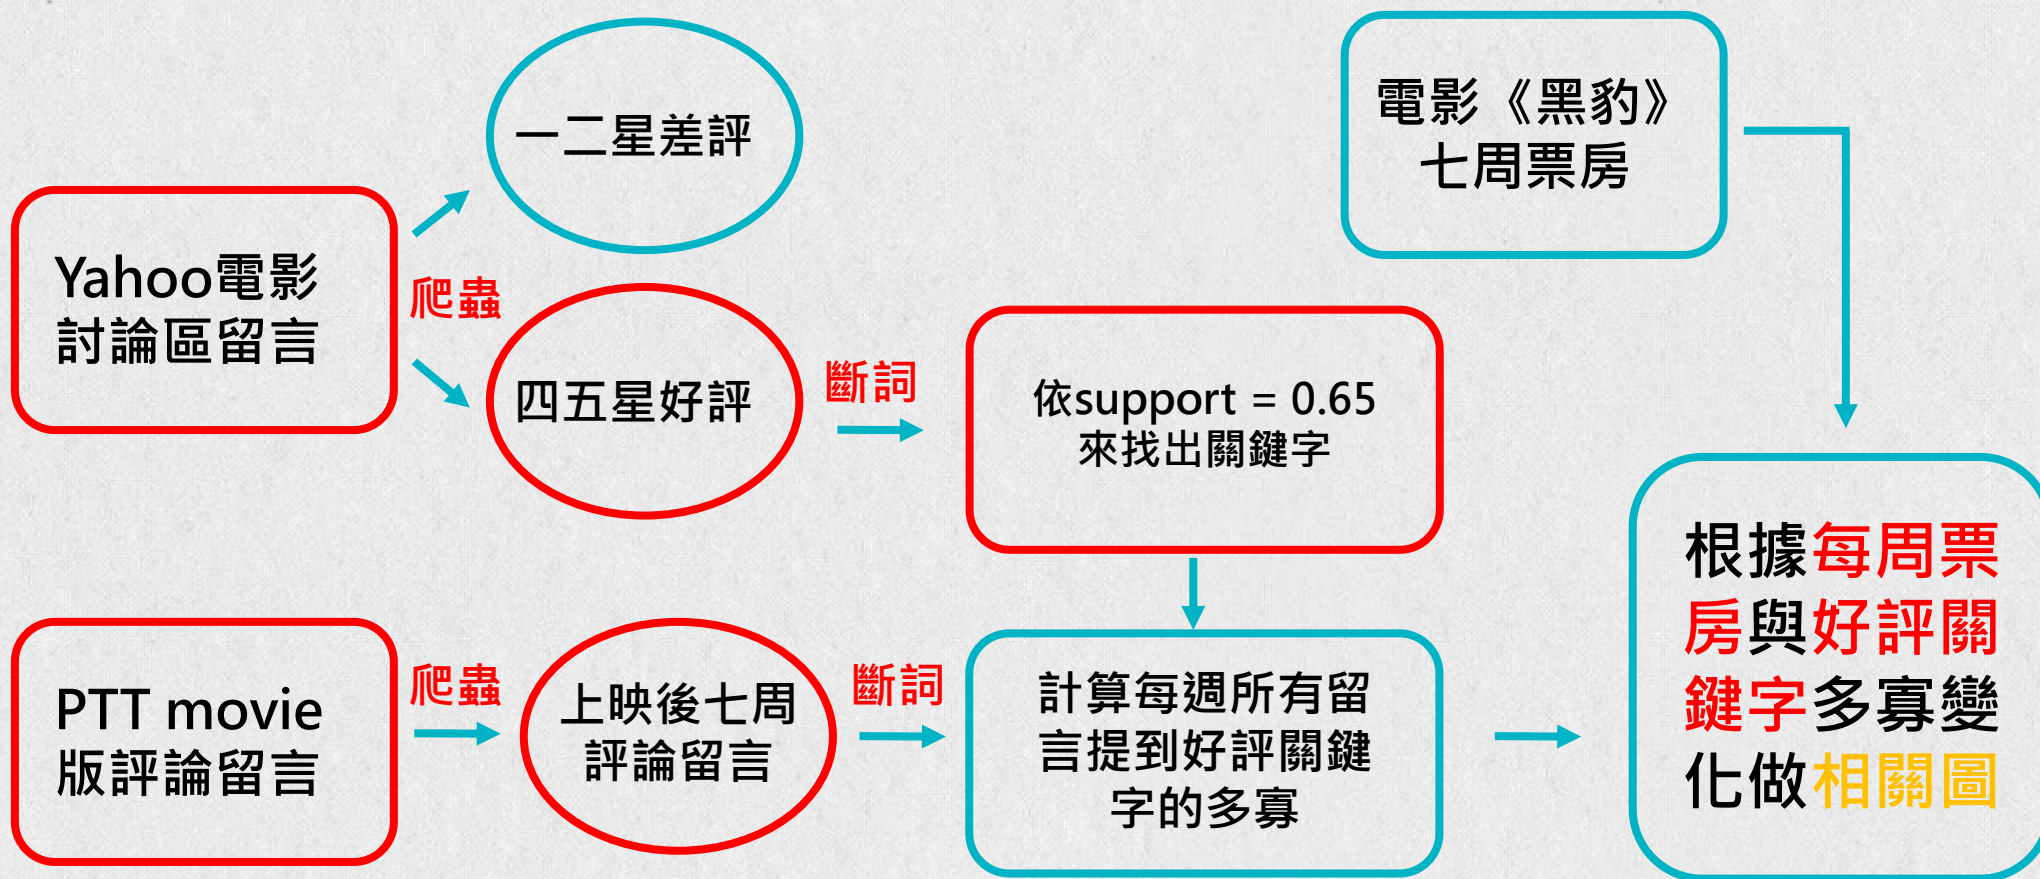 一二星差評
電影《黑豹》
七周票房
Yahoo電影
討論區留言
爬蟲
四五星好評
斷詞
依support = 0.65
來找出關鍵字
根據每周票
房與好評關
鍵字多寡變
化做相關圖
PTT movie
版評論留言
爬蟲
上映後七周
評論留言
斷詞
計算每週所有留
言提到好評關鍵
字的多寡